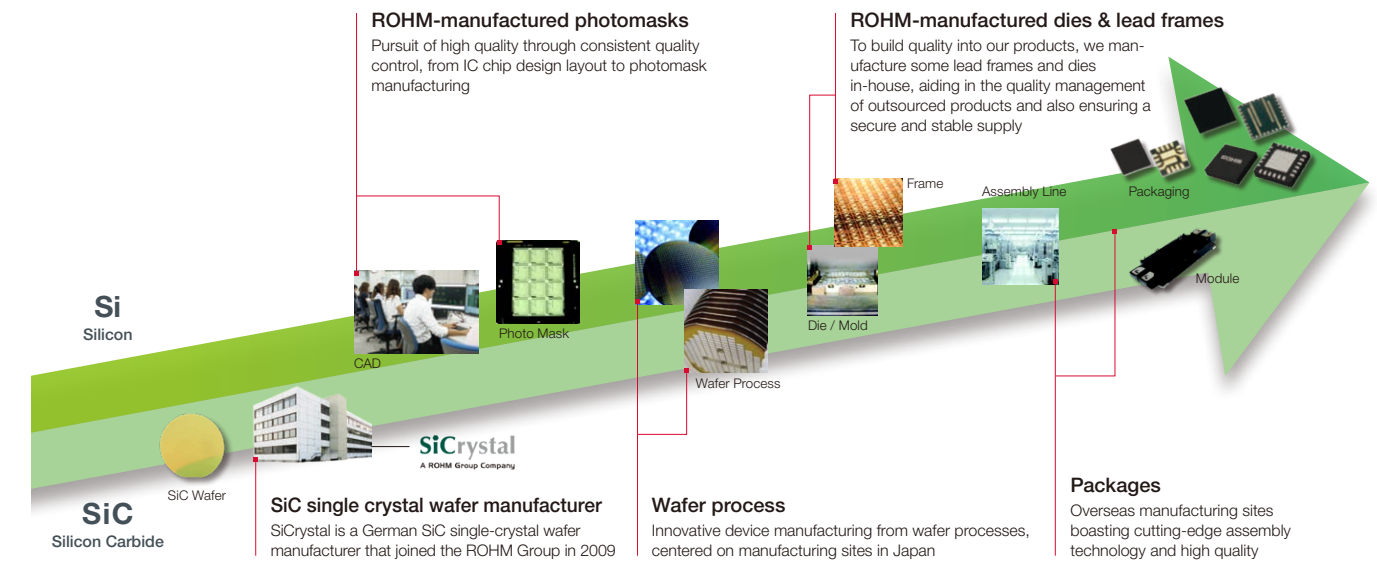 ROHM-manufactured photomasks
Pursuit of high quality through consistent quality
control, from IC chip design layout to photomask
manufacturing
ROHM-manufactured dies & lead frames
To build quality into our products, we man-
ufacture some lead frames and dies
in-house, aiding in the quality management
of outsourced products and also ensuring a
secure and stable supply
Frame
Assembly Line
Packaging
ROHM
Module
Si
Silicon
Die / Mold
Photo Mask
CAD
Wafer Process
SiCrystal
A ROHM Group Company
SiC Wafer
SiC
Silicon Carbide
SiC single crystal wafer manufacturer
SiCrystal is a German SiC single-crystal wafer
manufacturer that joined the ROHM Group in 2009
Wafer process
Innovative device manufacturing from wafer processes,
centered on manufacturing sites in Japan
Packages
Overseas manufacturing sites
boasting cutting-edge assembly
technology and high quality